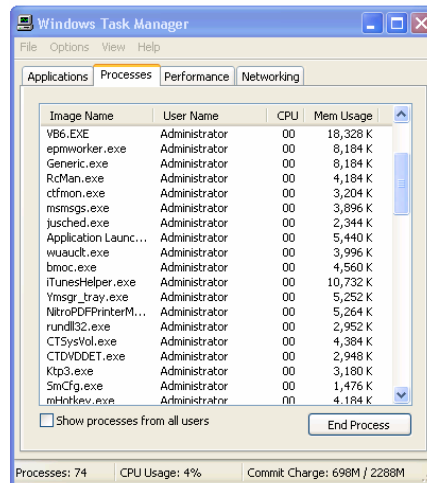 Windows Task Manager
File Options View Help
Applications Processes Performance Networking
Image Name User Name CPU Mem Usage
VB6.EXE Administrator 00 18,328 K
epmworker.exe Administrator 00 8,184 K
Generic.exe Administrator 00 8,184 K
RcMan.exe Administrator 00 4,184 K
ctfmon.exe Administrator 00 3,204 K
msmsgs.exe Administrator 00 3,896 K
jusched.exe Administrator 00 2,344 K
Application Launc... Administrator 00 5,440 K
wuauclt.exe Administrator 00 3,996 K
bmoc.exe Administrator 00 4,560 K
iTunesHelper.exe Administrator 00 10,732 K
Ymsgr_tray.exe Administrator 00 5,252 K
NitroPDFPrinterM... Administrator 00 5,264 K
rundll32.exe Administrator 00 2,952 K
CTSysVol.exe Administrator 00 4,384 K
CTDVDDET.exe Administrator 00 2,948 K
Ktp3.exe Administrator 00 3,180 K
SmCfg.exe Administrator 00 1,476 K
mHotkey.exe Administrator 00 4,184 K
Show processes from all users End Process
Processes: 74 CPU Usage: 4% Commit Charge: 698M / 2288M